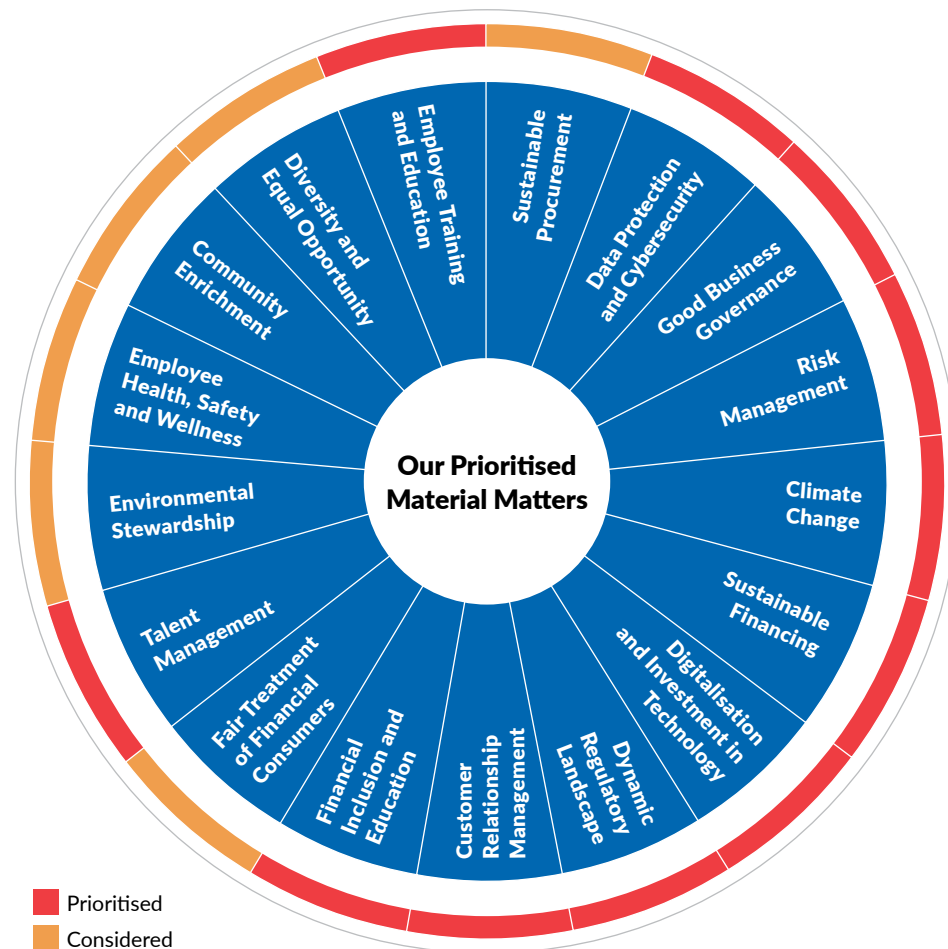 Our Prioritised
Material Matters
Sustainable
Procurement
Data Protection
and Cybersecurity
Good Business
Governance
Risk
Management
Climate
Change
Sustainable
Financing
Digitalisation
and Investment in
Technology
Dynamic
Regulatory
Landscape
Customer
Relationship
Management
Financial
Inclusion and
Education
Fair Treatment
of Financial
Consumers
Talent
Management
Environmental
Stewardship
Employee
Health, Safety
and Wellness
Community
Enrichment
Diversity and
Equal Opportunity
Employee Training
and Education
Prioritised
Considered